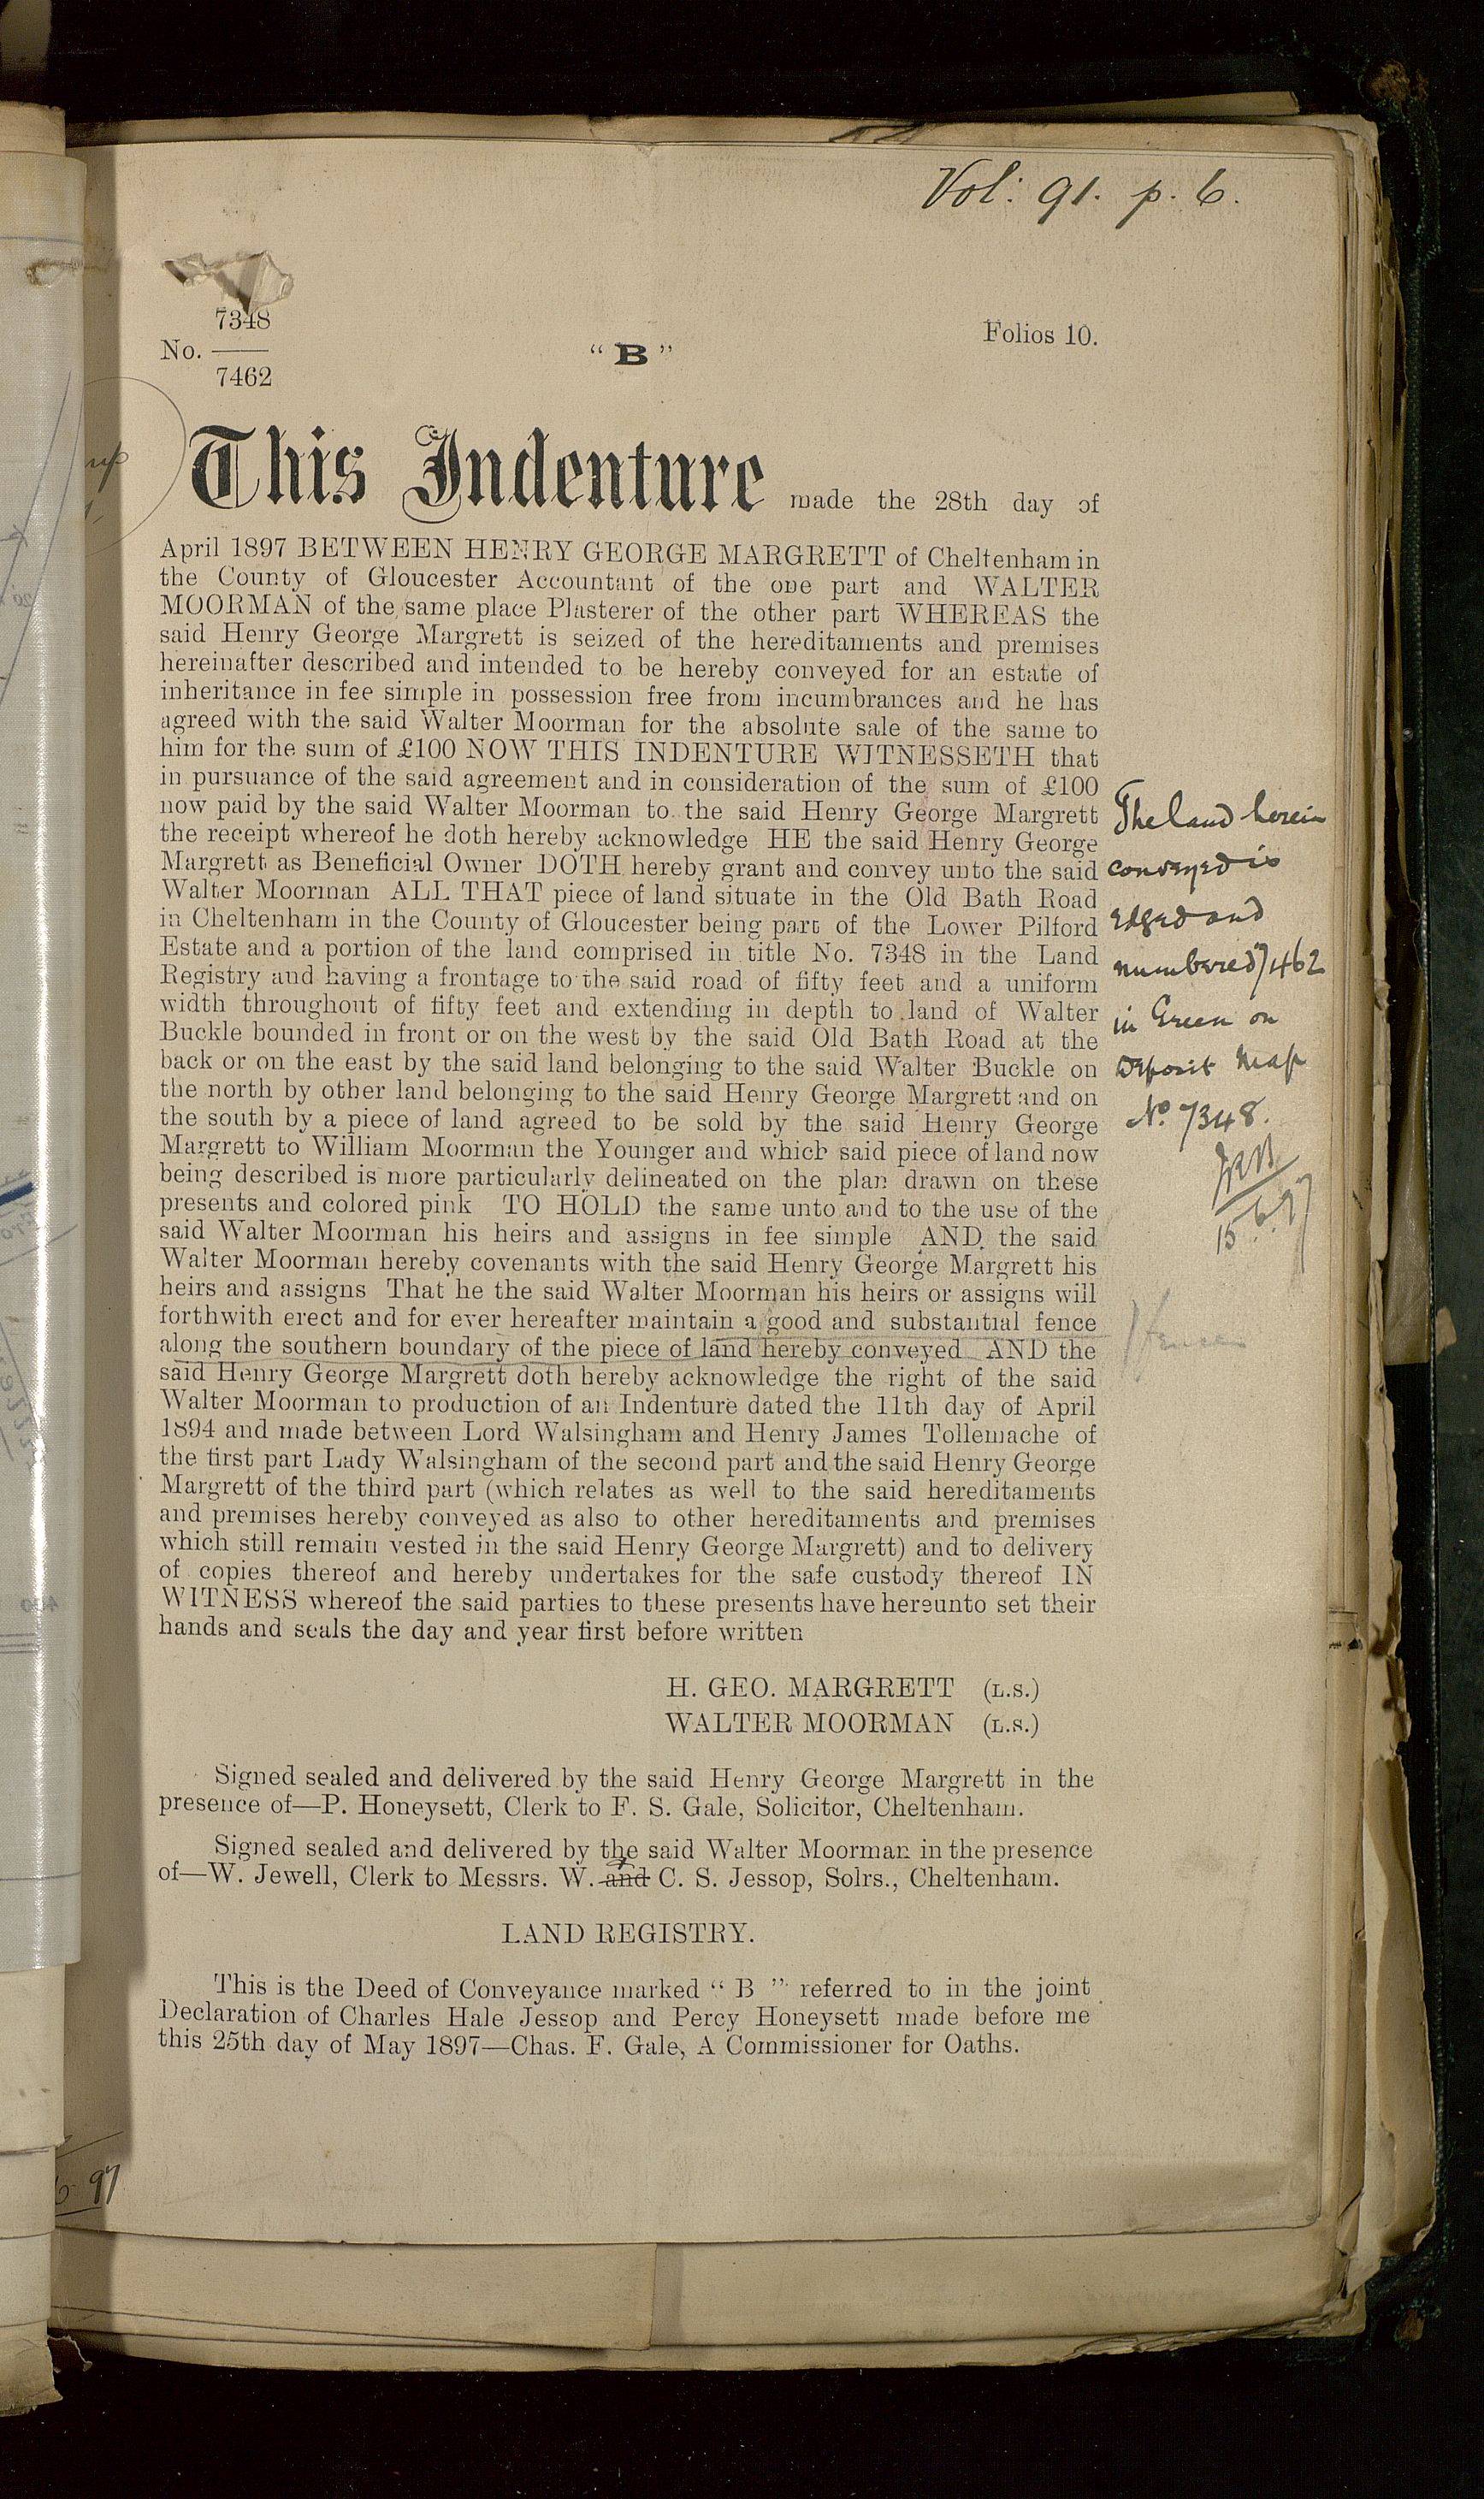 Vol: 91. p. 6.
7348
No.
7462
" B "
Folios 10.
This Indenture made the 28th day of
April 1897 BETWEEN HENRY GEORGE MARGRETT of Cheltenham in
the County of Gloucester Accountant of the one part and WALTER
MOORMAN of the same place Plasterer of the other part WHEREAS the
said Henry George Margrett is seized of the hereditaments and premises
hereinafter described and intended to be hereby conveyed for an estate of
inheritance in fee simple in possession free from incumbrances and he has
agreed with the said Walter Moorman for the absolute sale of the same to
him for the sum of £100 NOW THIS INDENTURE WITNESSETH that
in pursuance of the said agreement and in consideration of the sum of £100
now paid by the said Walter Moorman to the said Henry George Margrett
the receipt whereof he doth hereby acknowledge HE the said Henry George
Margrett as Beneficial Owner DOTH hereby grant and convey unto the said
Walter Moorman ALL THAT piece of land situate in the Old Bath Road
in Cheltenham in the County of Gloucester being part of the Lower Pilford
Estate and a portion of the land comprised in title No. 7348 in the Land
Registry and having a frontage to the said road of fifty feet and a uniform
width throughout of fifty feet and extending in depth to land of Walter
Buckle bounded in front or on the west by the said Old Bath Road at the
back or on the east by the said land belonging to the said Walter Buckle on
the north by other land belonging to the said Henry George Margrett and on
the south by a piece of land agreed to be sold by the said Henry George
Margrett to William Moorman the Younger and which said piece of land now
being described is more particularly delineated on the plan drawn on these
presents and colored pink TO HOLD the same unto and to the use of the
said Walter Moorman his heirs and assigns in fee simple AND the said
Walter Moorman hereby covenants with the said Henry George Margrett his
heirs and assigns That he the said Walter Moorman his heirs or assigns will
forthwith erect and for ever hereafter maintain a good and substantial fence
along the southern boundary of the piece of land hereby conveyed AND the
said Henry George Margrett doth hereby acknowledge the right of the said
Walter Moorman to production of an Indenture dated the 11th day of April
1894 and made between Lord Walsingham and Henry James Tollemache of
the first part Lady Walsingham of the second part and the said Henry George
Margrett of the third part (which relates as well to the said hereditaments
and premises hereby conveyed as also to other hereditaments and premises
which still remain vested in the said Henry George Margrett) and to delivery
of copies thereof and hereby undertakes for the safe custody thereof IN
WITNESS whereof the said parties to these presents have hereunto set their
hands and seals the day and year first before written
The land herein
conveyed is
edged and
numbered 7462
in Green on
Deposit Map
No. 7348.
15.6.97
Fence
H. GEO. MARGRETT (L.S.)
WALTER MOORMAN (L.S.)
Signed sealed and delivered by the said Henry George Margrett in the
presence of—P. Honeysett, Clerk to F. S. Gale, Solicitor, Cheltenham.
Signed sealed and delivered by the said Walter Moorman in the presence
of—W. Jewell, Clerk to Messrs. W. and C. S. Jessop, Solrs., Cheltenham.
LAND REGISTRY.
This is the Deed of Conveyance marked " B " referred to in the joint
Declaration of Charles Hale Jessop and Percy Honeysett made before me
this 25th day of May 1897—Chas. F. Gale, A Commissioner for Oaths.
97